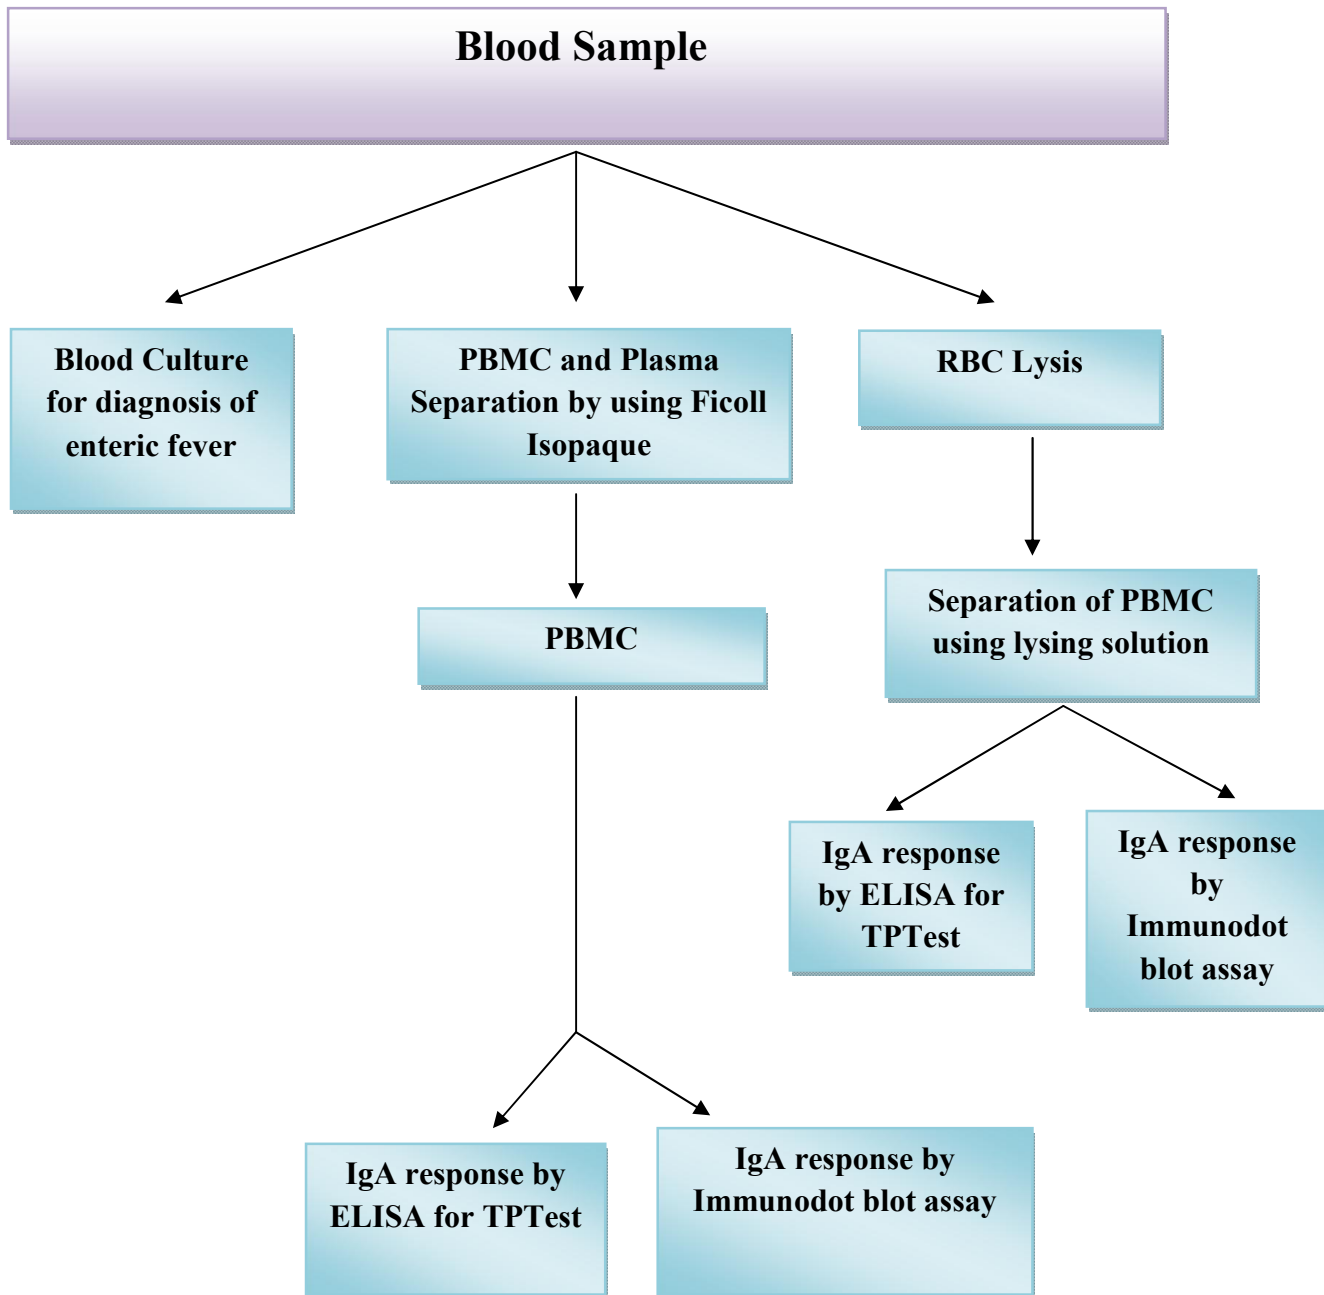 Blood Sample
Blood Culture
for diagnosis of
enteric fever
PBMC and Plasma
Separation by using Ficoll
Isopaque
RBC Lysis
PBMC
Separation of PBMC
using lysing solution
IgA response
by ELISA for
TPTest
IgA response
by
Immunodot
blot assay
IgA response by
ELISA for TPTest
IgA response by
Immunodot blot assay